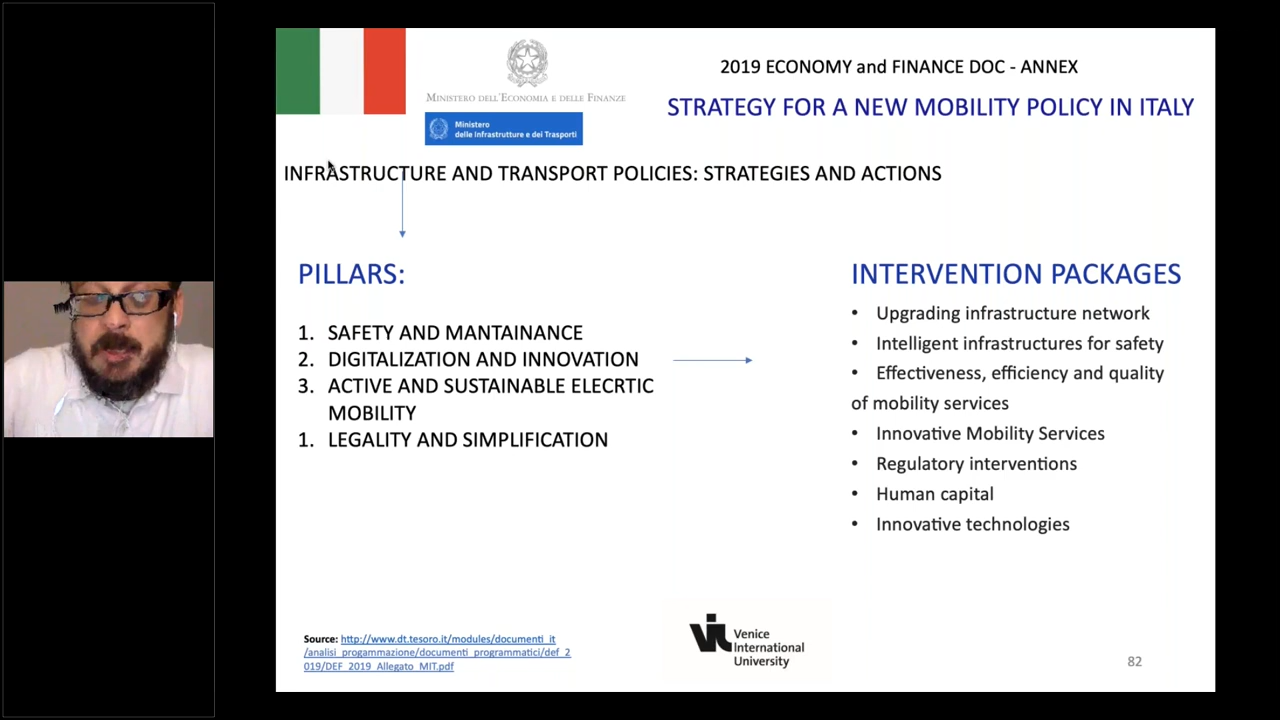 2019 ECONOMY and FINANCE DOC - ANNEX
MINISTERO DELL'ECONOMIA E DELLE FINANZE
STRATEGY FOR A NEW MOBILITY POLICY IN ITALY
Ministero
delle Infrastrutture e dei Trasporti
INFRASTRUCTURE AND TRANSPORT POLICIES: STRATEGIES AND ACTIONS
PILLARS:
1. SAFETY AND MANTAINANCE
2. DIGITALIZATION AND INNOVATION
3. ACTIVE AND SUSTAINABLE ELECRTIC
MOBILITY
1. LEGALITY AND SIMPLIFICATION
INTERVENTION PACKAGES
• Upgrading infrastructure network
• Intelligent infrastructures for safety
• Effectiveness, efficiency and quality
of mobility services
• Innovative Mobility Services
• Regulatory interventions
• Human capital
• Innovative technologies
Source: http://www.dt.tesoro.it/modules/documenti_it
/analisi_progammazione/documenti_programmatici/def_2
019/DEF_2019_Allegato_MIT.pdf
VIU
Venice
International
University
82